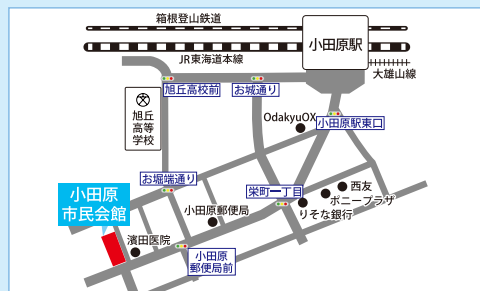 箱根登山鉄道
小田原駅
JR東海道本線
大雄山線
旭丘高校前
お城通り
旭丘
高等
学校
OdakyuOX
小田原駅東口
お城端通り
栄町一丁目
西友
ポニープラザ
りそな銀行
小田原
市民会館
小田原郵便局
濱田医院
小田原
郵便局前